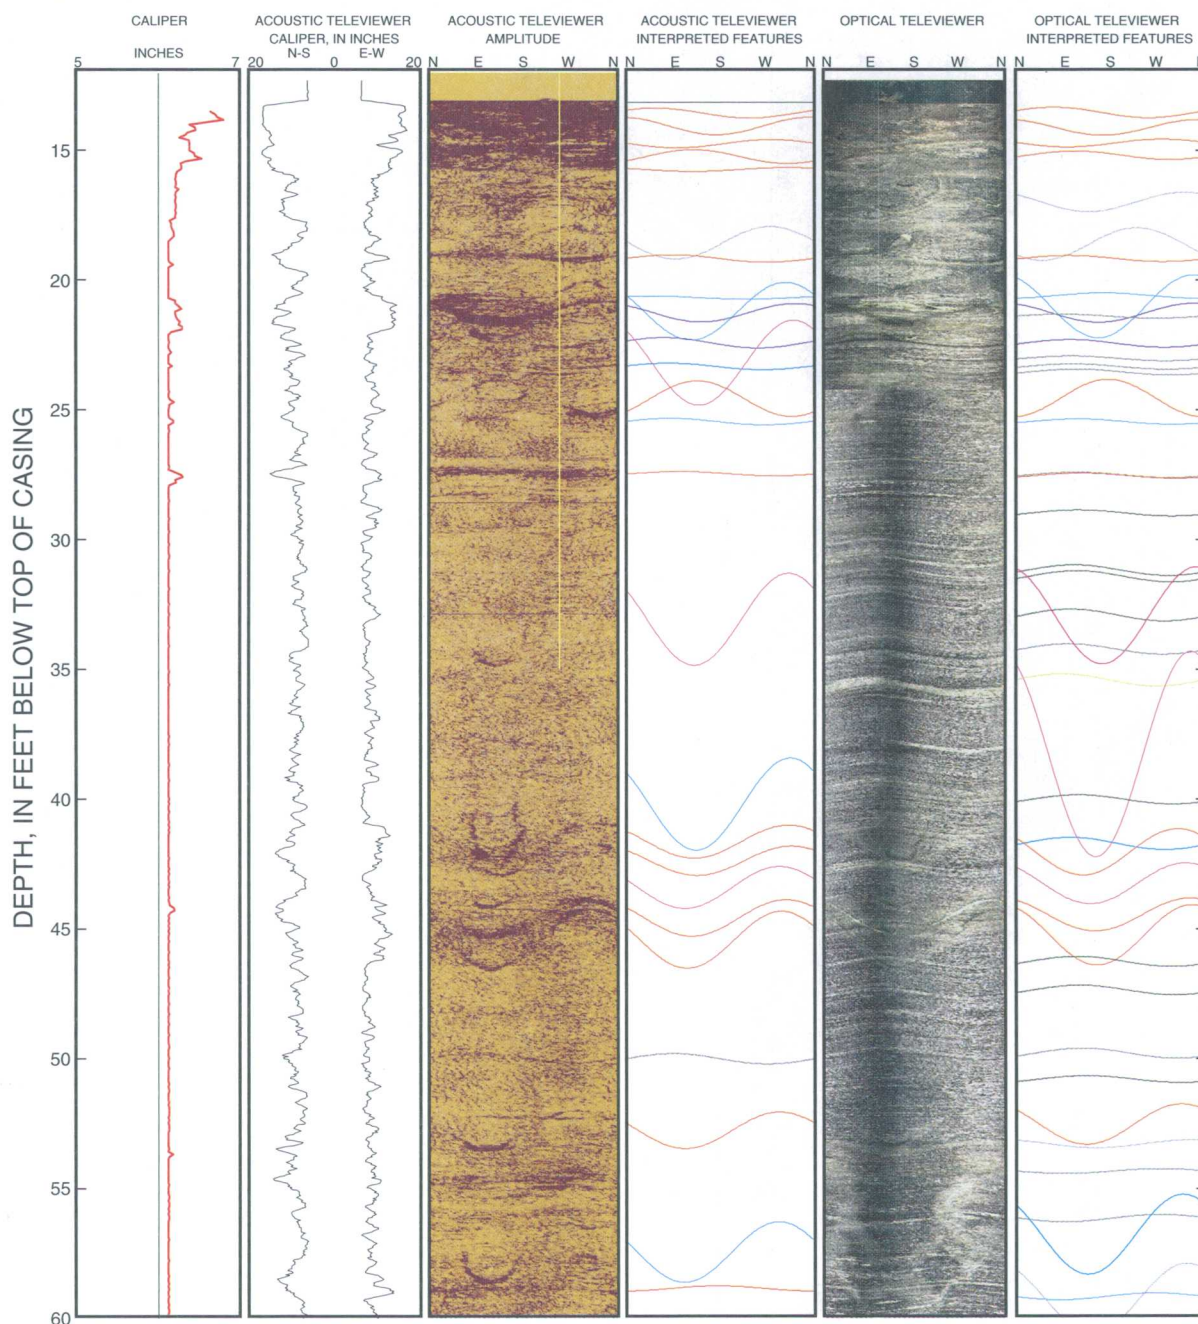 CALIPER
INCHES
5 7
ACOUSTIC TELEVIEWER
CALIPER, IN INCHES
N-S E-W
20 0 20
ACOUSTIC TELEVIEWER
AMPLITUDE
N E S W N
ACOUSTIC TELEVIEWER
INTERPRETED FEATURES
N E S W N
OPTICAL TELEVIEWER
N E S W N
OPTICAL TELEVIEWER
INTERPRETED FEATURES
N E S W N
DEPTH, IN FEET BELOW TOP OF CASING
15
20
25
30
35
40
45
50
55
60